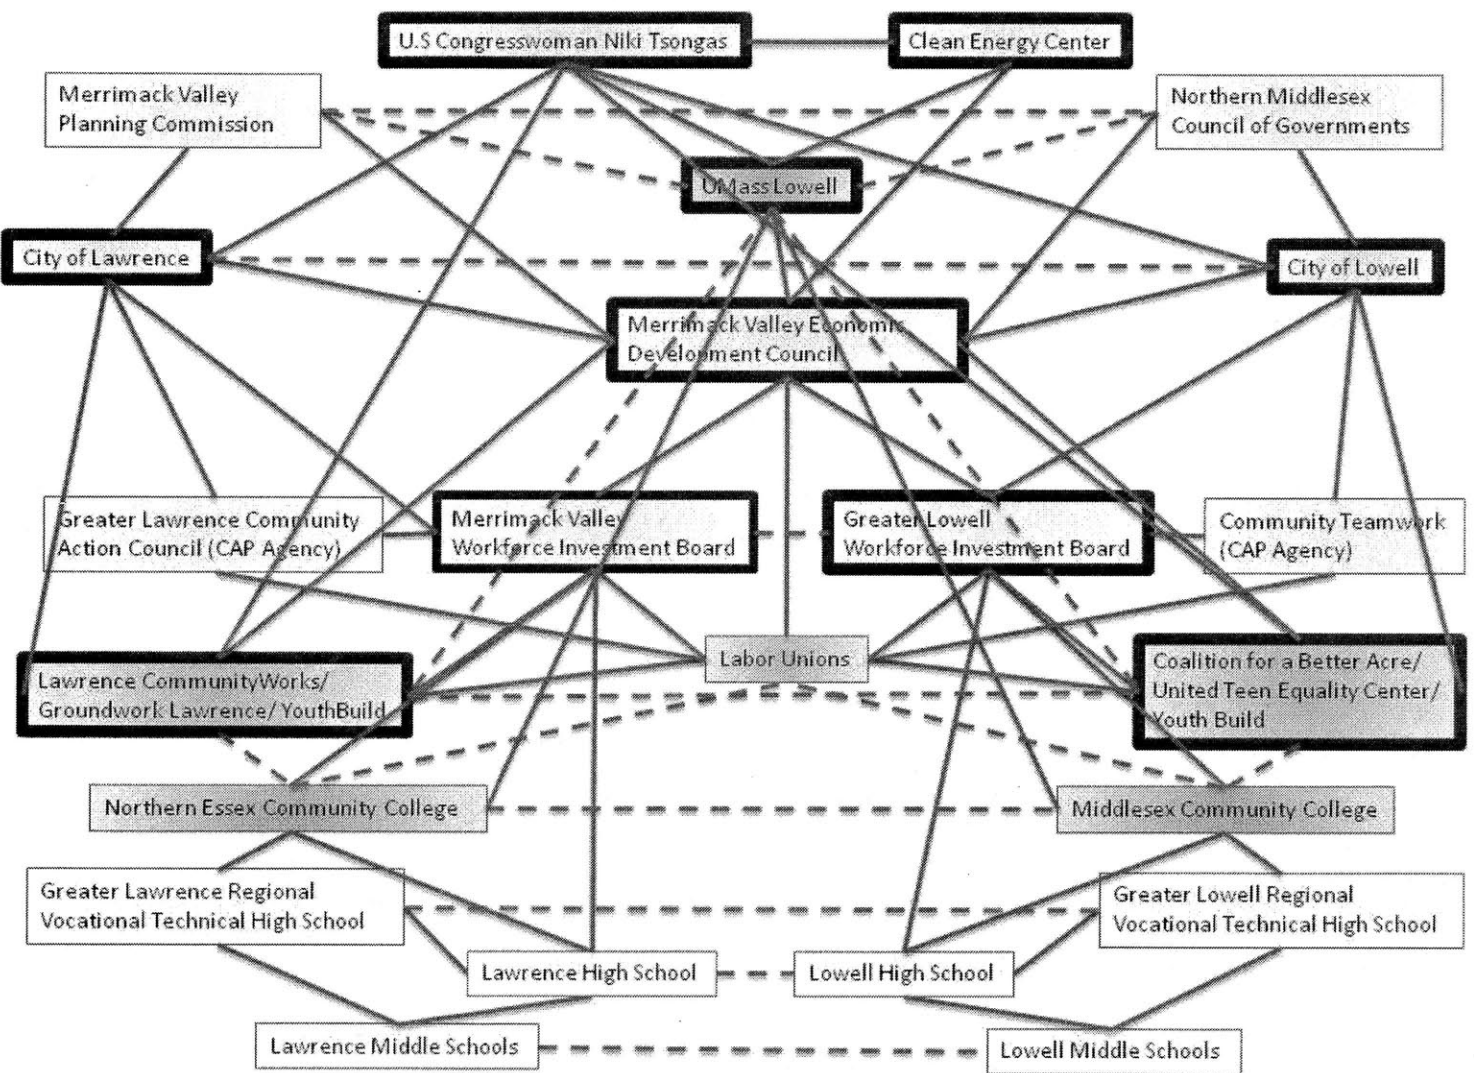 U.S Congresswoman Niki Tsongas
Clean Energy Center
Merrimack Valley
Planning Commission
Northern Middlesex
Council of Governments
UMass Lowell
City of Lawrence
City of Lowell
Merrimack Valley Economic
Development Council
Greater Lawrence Community
Action Council (CAP Agency)
Merrimack Valley
Workforce Investment Board
Greater Lowell
Workforce Investment Board
Community Teamwork
(CAP Agency)
Labor Unions
Lawrence CommunityWorks/
Groundwork Lawrence/ YouthBuild
Coalition for a Better Acre/
United Teen Equality Center/
Youth Build
Northern Essex Community College
Middlesex Community College
Greater Lawrence Regional
Vocational Technical High School
Greater Lowell Regional
Vocational Technical High School
Lawrence High School
Lowell High School
Lawrence Middle Schools
Lowell Middle Schools